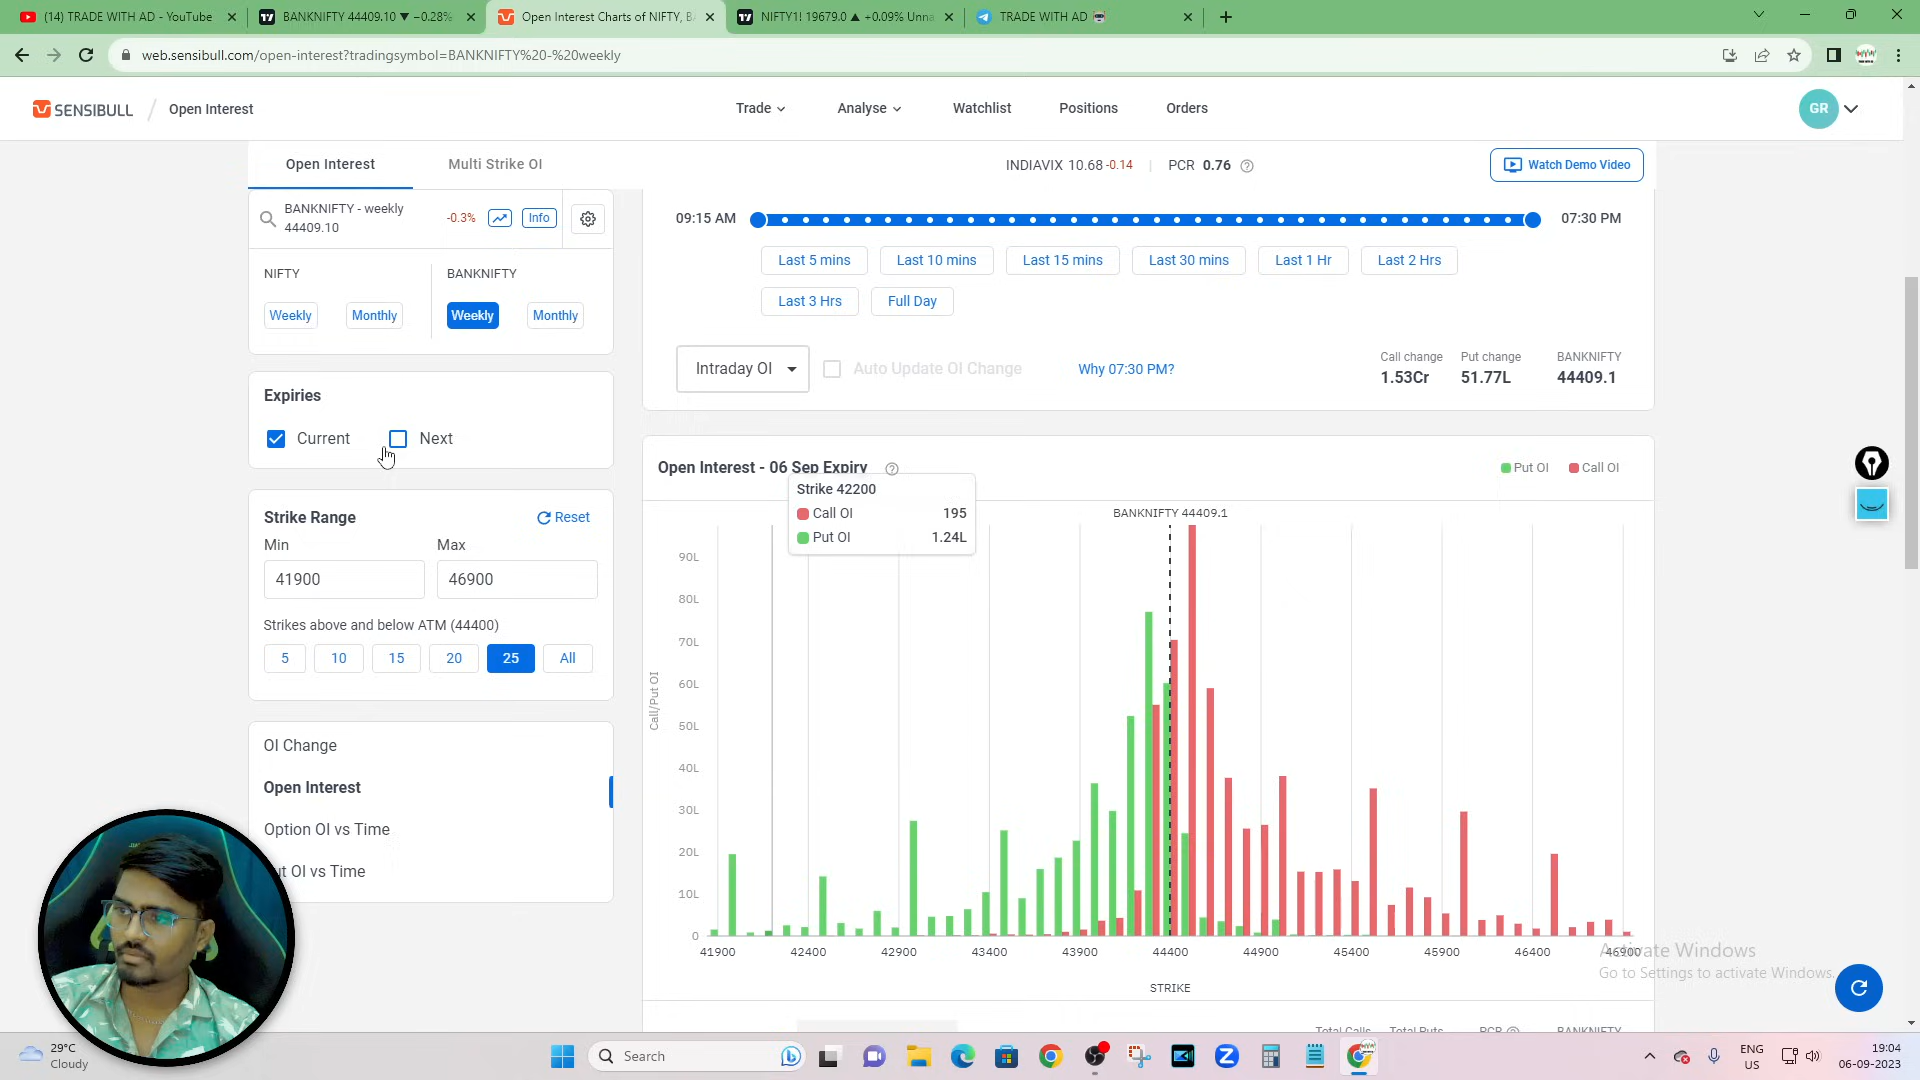 (14) TRADE WITH AD - YouTube
BANKNIFTY 44409.10 ▼ −0.28%
Open Interest Charts of NIFTY, B
NIFTY1! 19679.0 ▲ +0.09% Unna
TRADE WITH AD
web.sensibull.com/open-interest?tradingsymbol=BANKNIFTY%20-%20weekly
SENSIBULL / Open Interest
Trade
Analyse
Watchlist
Positions
Orders
GR
Open Interest
Multi Strike OI
INDIAVIX 10.68 -0.14
PCR 0.76
Watch Demo Video
BANKNIFTY - weekly
44409.10
-0.3%
Info
NIFTY
BANKNIFTY
Weekly
Monthly
Weekly
Monthly
09:15 AM
07:30 PM
Last 5 mins
Last 10 mins
Last 15 mins
Last 30 mins
Last 1 Hr
Last 2 Hrs
Last 3 Hrs
Full Day
Intraday OI
Auto Update OI Change
Why 07:30 PM?
Call change
1.53Cr
Put change
51.77L
BANKNIFTY
44409.1
Expiries
Current
Next
Strike Range
Reset
Min
Max
41900
46900
Strikes above and below ATM (44400)
5
10
15
20
25
All
OI Change
Open Interest
Option OI vs Time
ut OI vs Time
Open Interest - 06 Sep Expiry
Put OI
Call OI
Strike 42200
Call OI 195
Put OI 1.24L
BANKNIFTY 44409.1
Call/Put OI
90L
80L
70L
60L
50L
40L
30L
20L
10L
0
41900 42400 42900 43400 43900 44400 44900 45400 45900 46400 46900
STRIKE
Total Calls
Total Puts
PCR
BANKNIFTY
Activate Windows
Go to Settings to activate Windows.
29°C
Cloudy
Search
ENG
US
19:04
06-09-2023